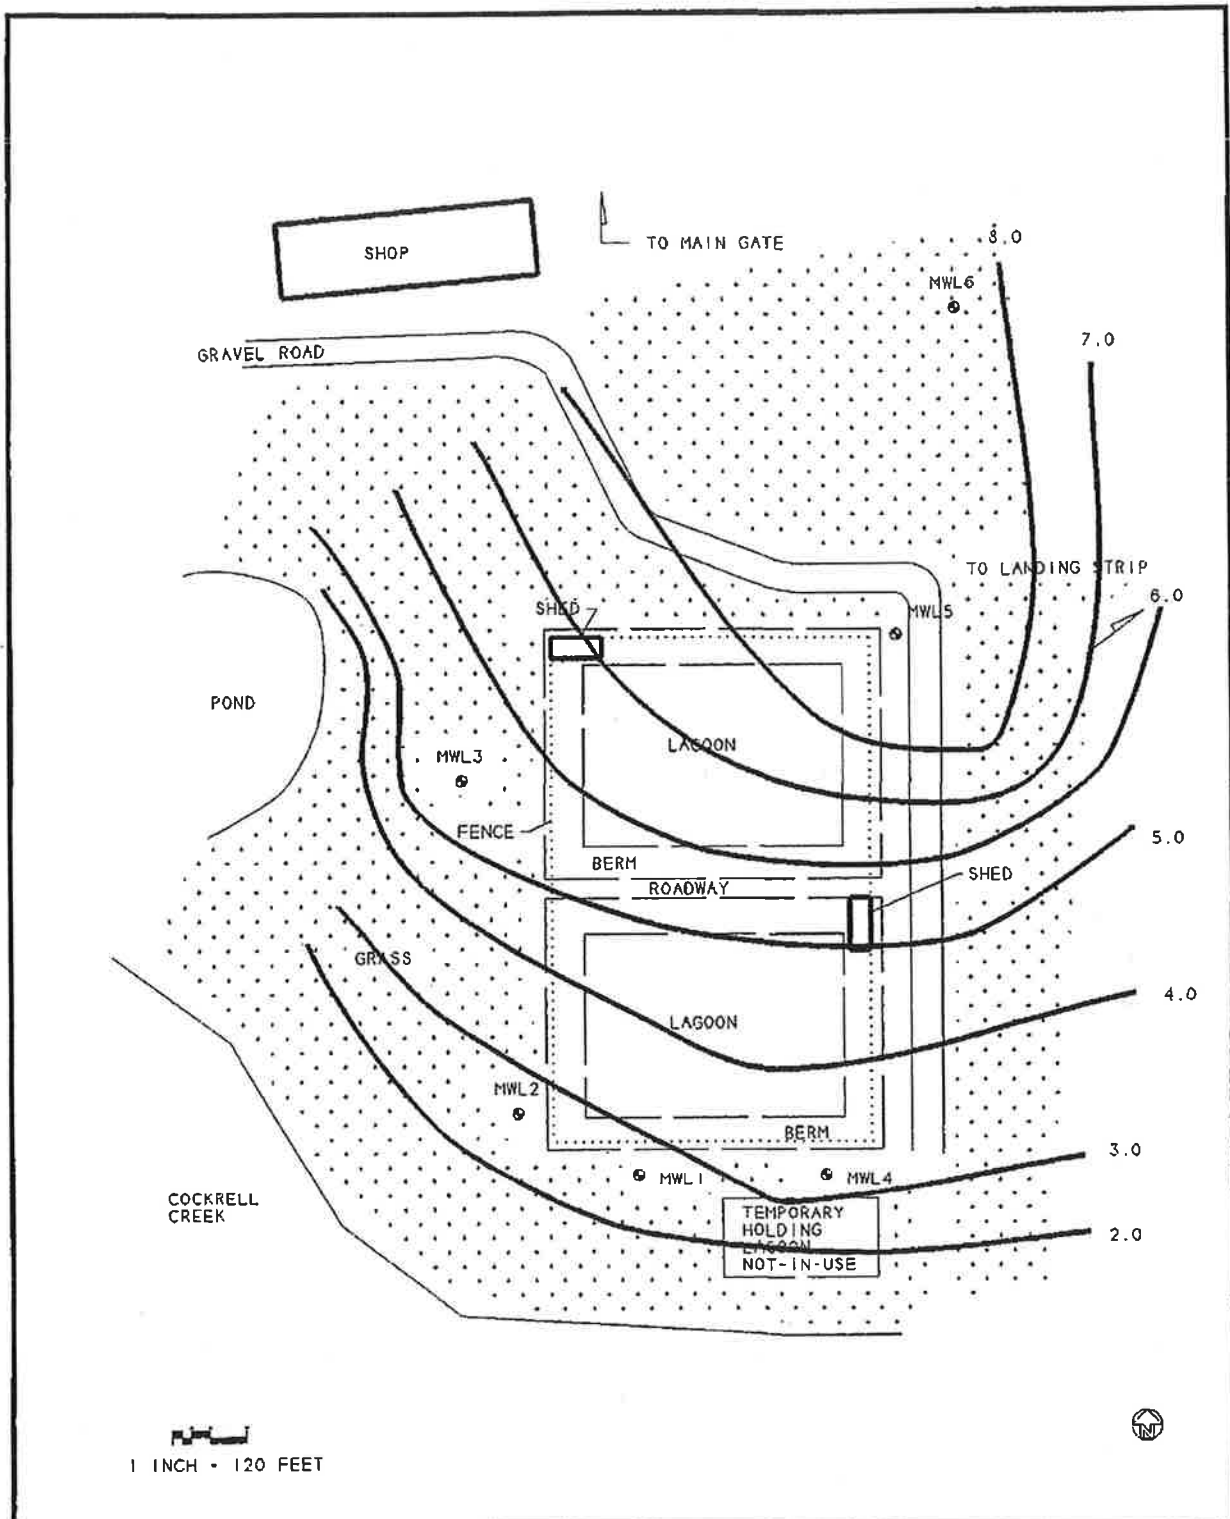 SHOP
TO MAIN GATE
8.0
MWL6
7.0
GRAVEL ROAD
TO LANDING STRIP
6.0
SHED
MWL5
POND
LAGOON
MWL3
FENCE
5.0
BERM
SHED
ROADWAY
GRASS
4.0
LAGOON
MWL2
BERM
3.0
MWL1
MWL4
COCKRELL
CREEK
TEMPORARY
HOLDING
LAGOON
NOT-IN-USE
2.0
N
1 INCH = 120 FEET